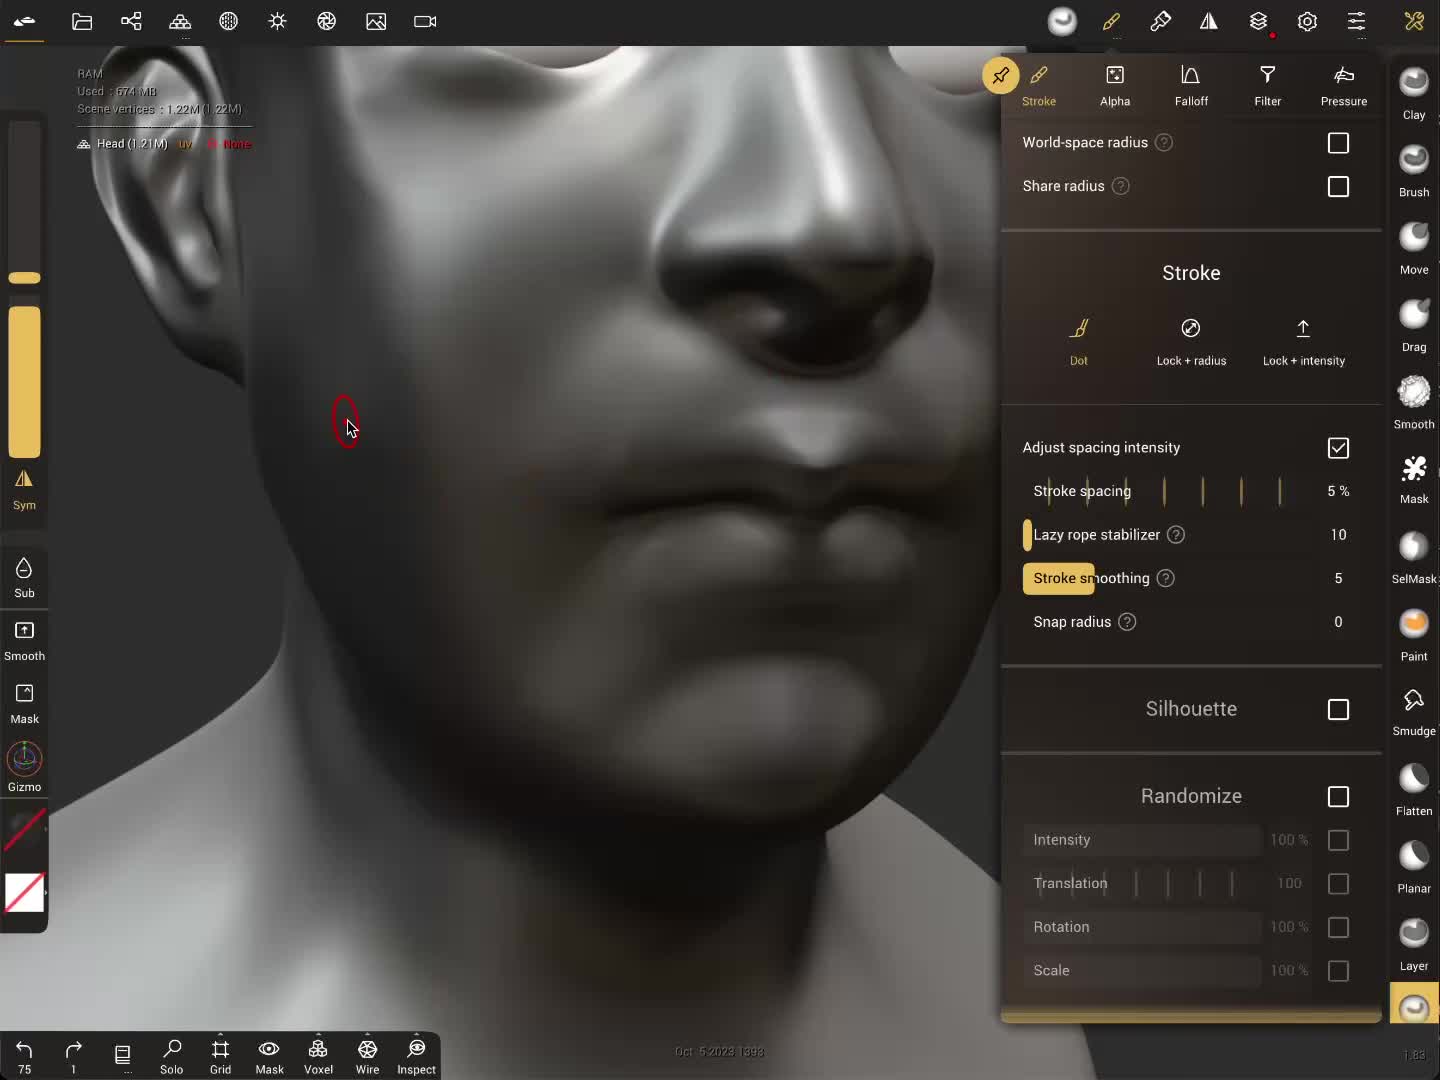 RAM
Used : 674 MB
Scene vertices : 1.22M (1.22M)
Head (1.21M) uv None
Sym
Sub
Smooth
Mask
Gizmo
75
1
...
Solo
Grid
Mask
Voxel
Wire
Inspect
Oct 5 2023 1393
1.83
Stroke
Alpha
Falloff
Filter
Pressure
World-space radius ?
Share radius ?
Stroke
Dot
Lock + radius
Lock + intensity
Adjust spacing intensity
Stroke spacing 5 %
Lazy rope stabilizer ? 10
Stroke smoothing ? 5
Snap radius ? 0
Silhouette
Randomize
Intensity 100 %
Translation 100
Rotation 100 %
Scale 100 %
Clay
Brush
Move
Drag
Smooth
Mask
SelMask
Paint
Smudge
Flatten
Planar
Layer